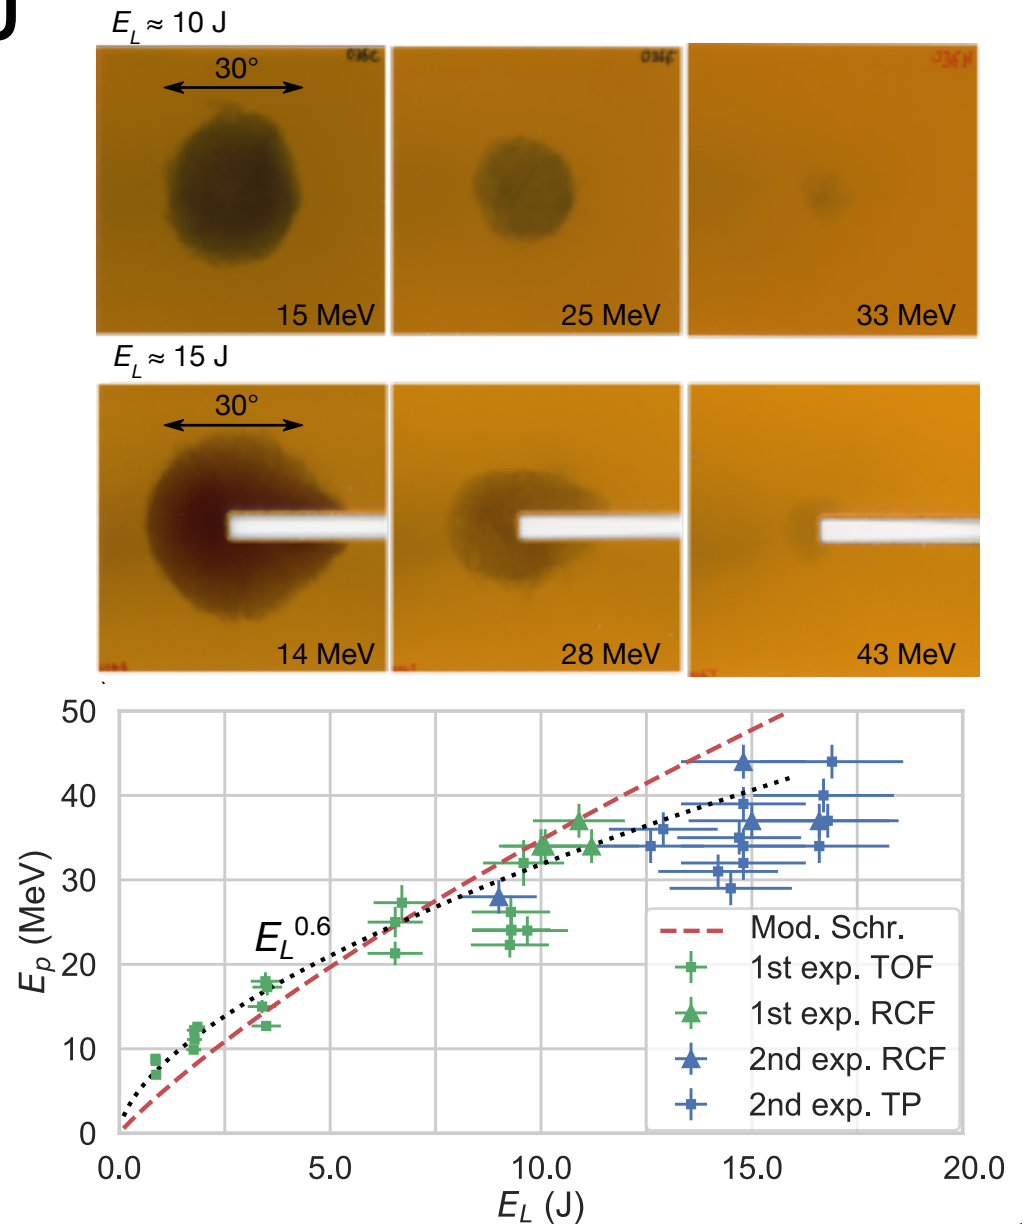 E_L ≈ 10 J
30°
15 MeV
25 MeV
33 MeV
E_L ≈ 15 J
30°
14 MeV
28 MeV
43 MeV
50
40
30
20
10
0
E_p (MeV)
E_L^0.6
Mod. Schr.
1st exp. TOF
1st exp. RCF
2nd exp. RCF
2nd exp. TP
0.0 5.0 10.0 15.0 20.0
E_L (J)